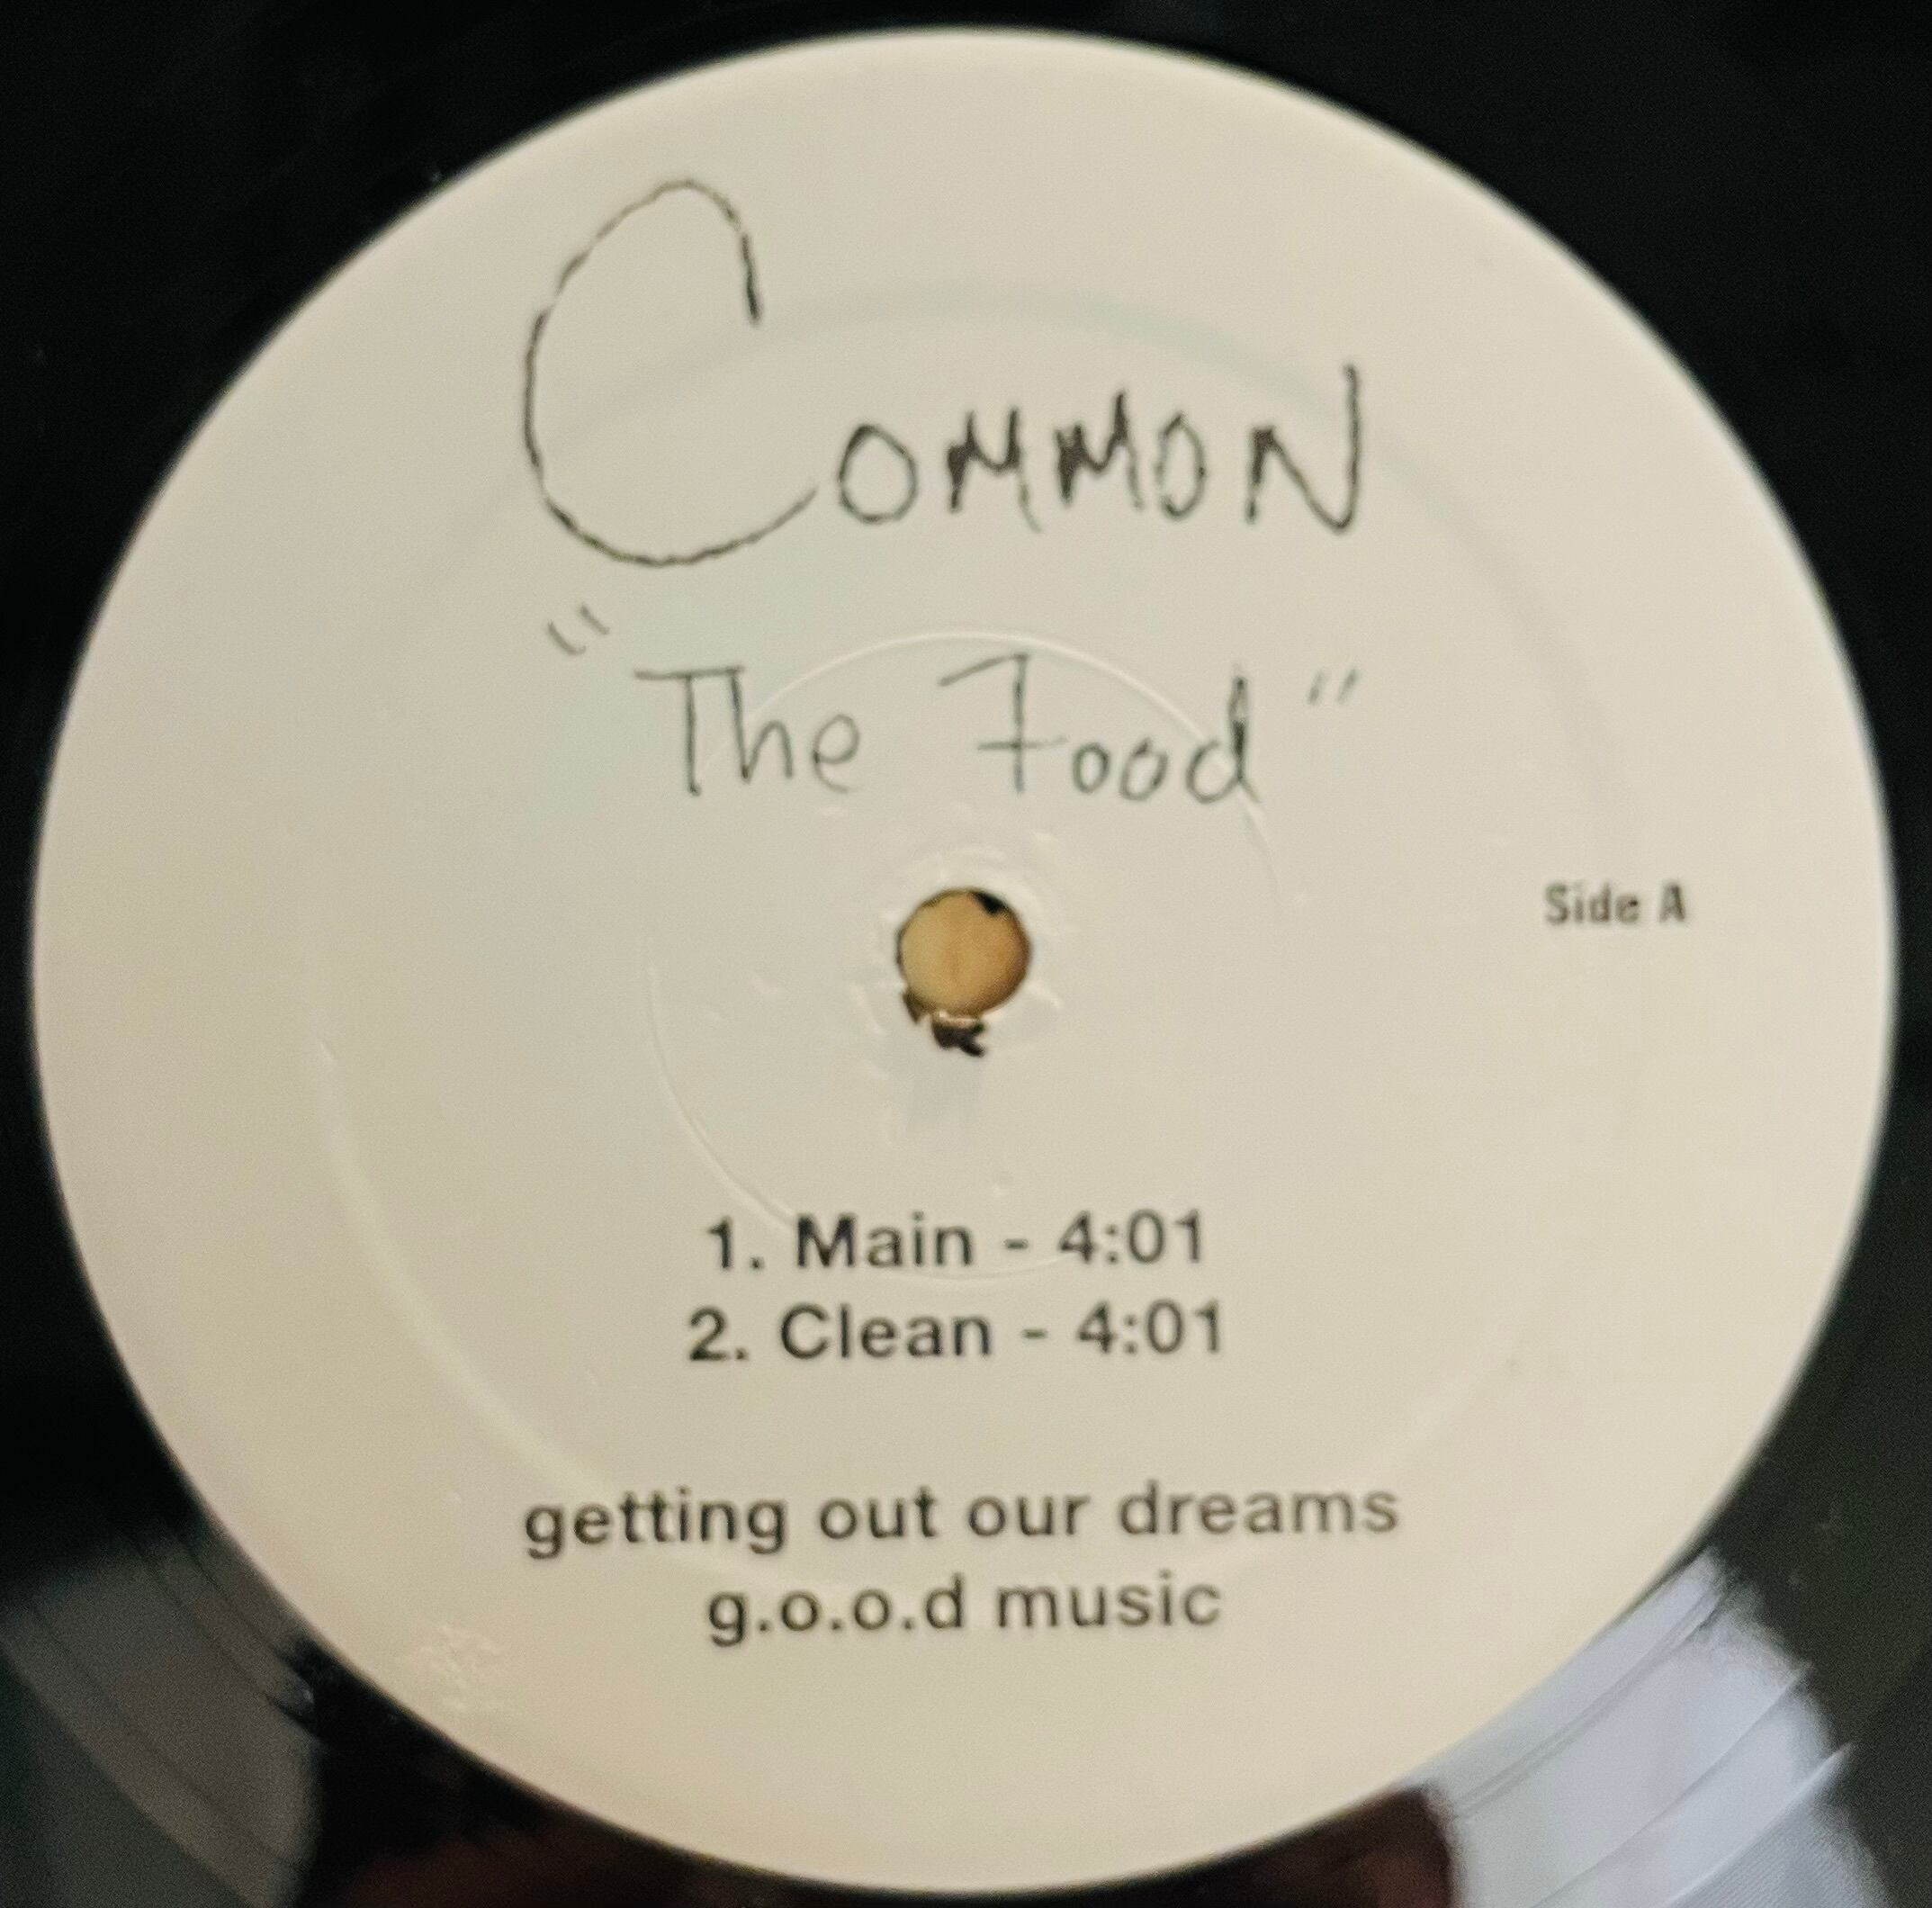 Common
"The Food"
Side A
1. Main - 4:01
2. Clean - 4:01
getting out our dreams
g.o.o.d music